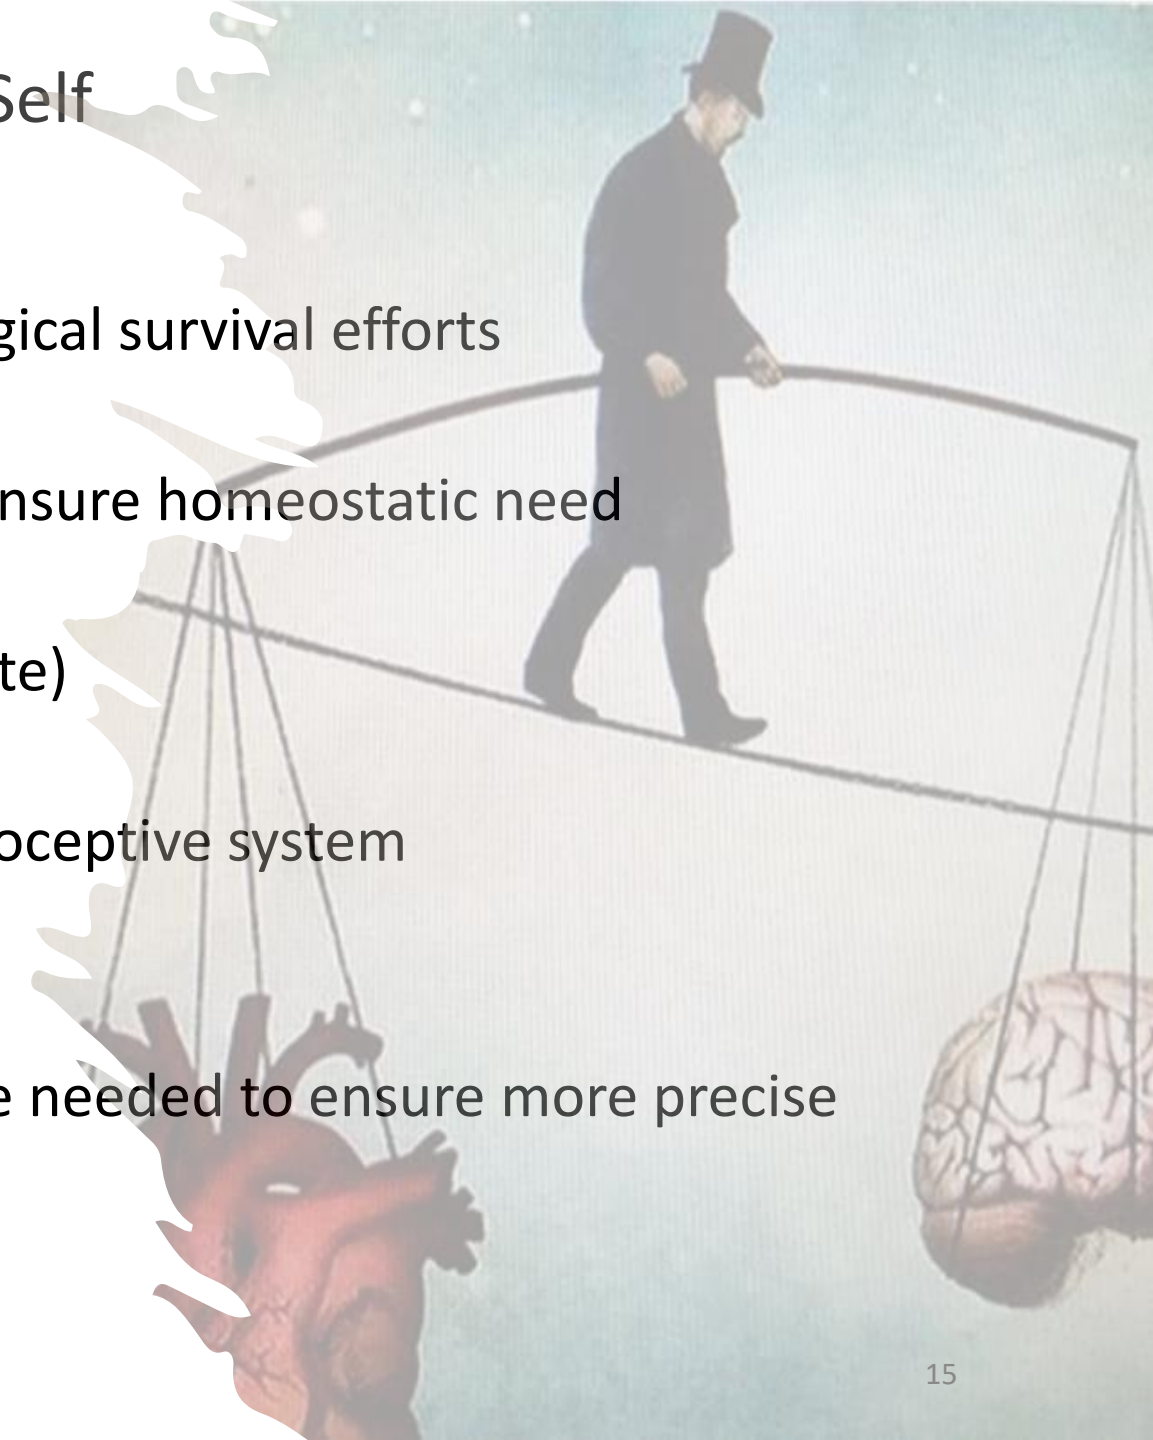 Self
gical survival efforts
nsure homeostatic need
te)
oceptive system
e needed to ensure more precise
15